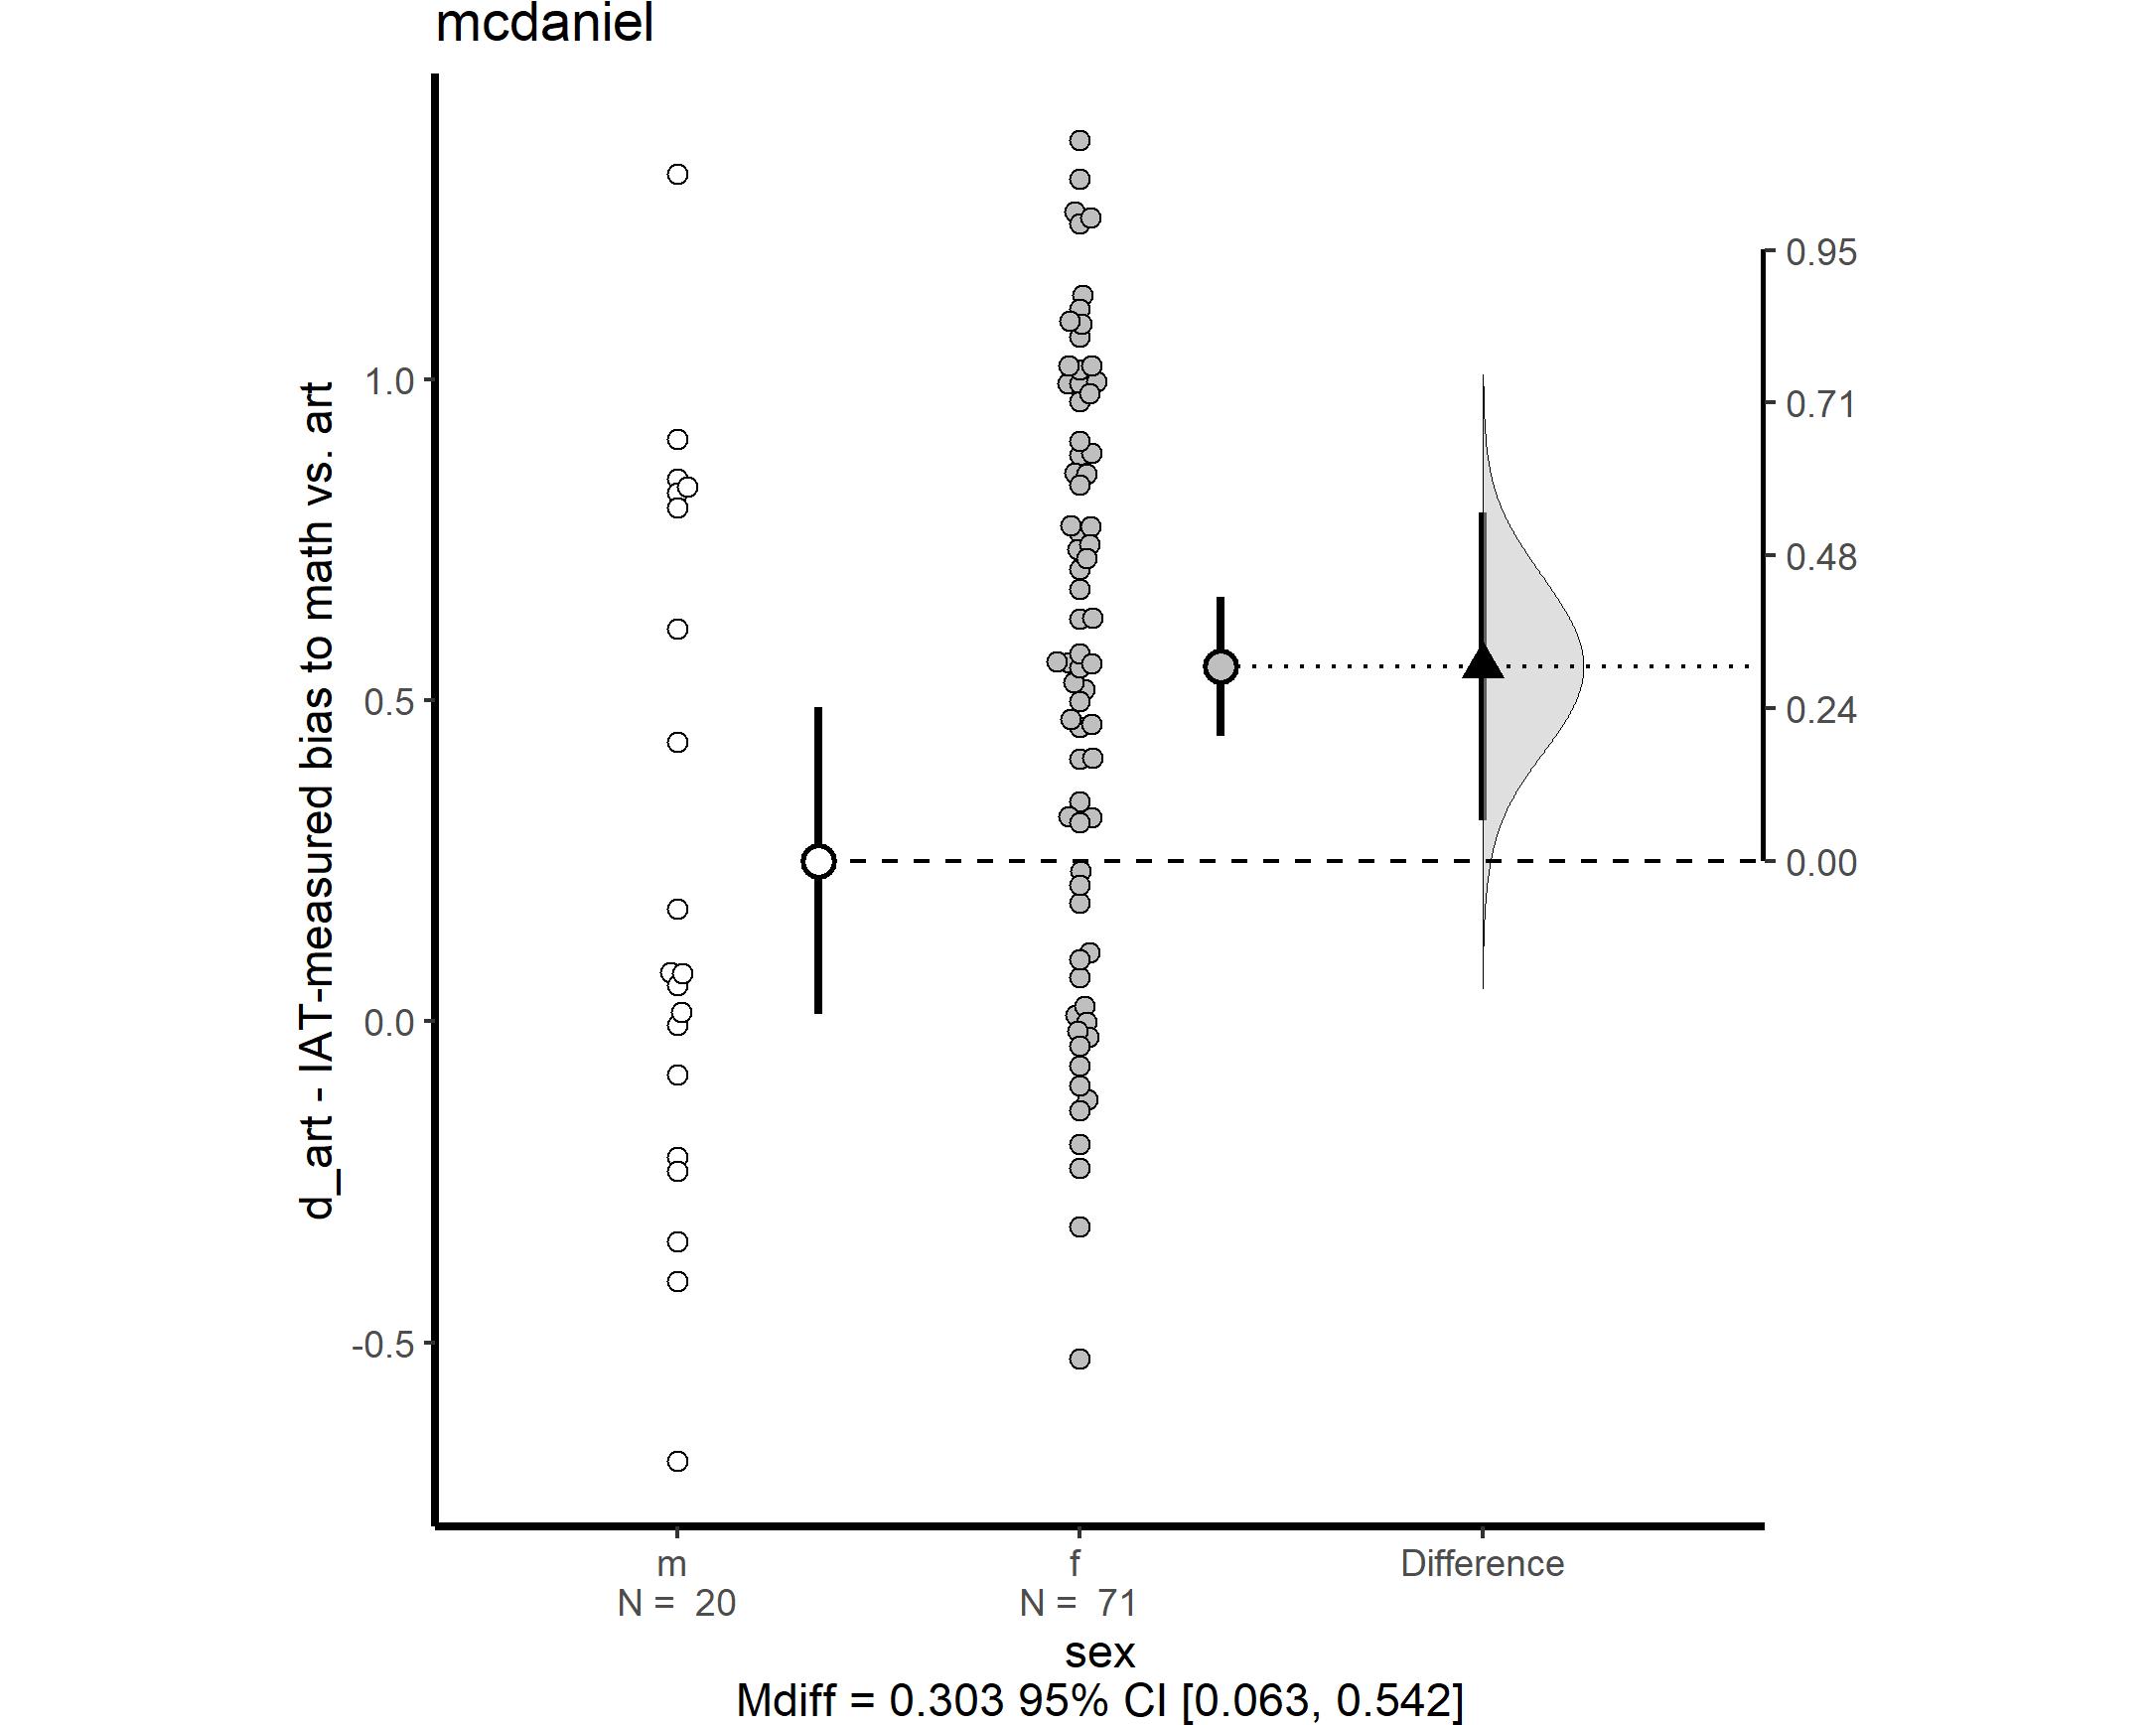 mcdaniel
d_art - IAT-measured bias to math vs. art
1.0
0.5
0.0
-0.5
0.95
0.71
0.48
0.24
0.00
m
N = 20
f
N = 71
Difference
sex
Mdiff = 0.303 95% CI [0.063, 0.542]